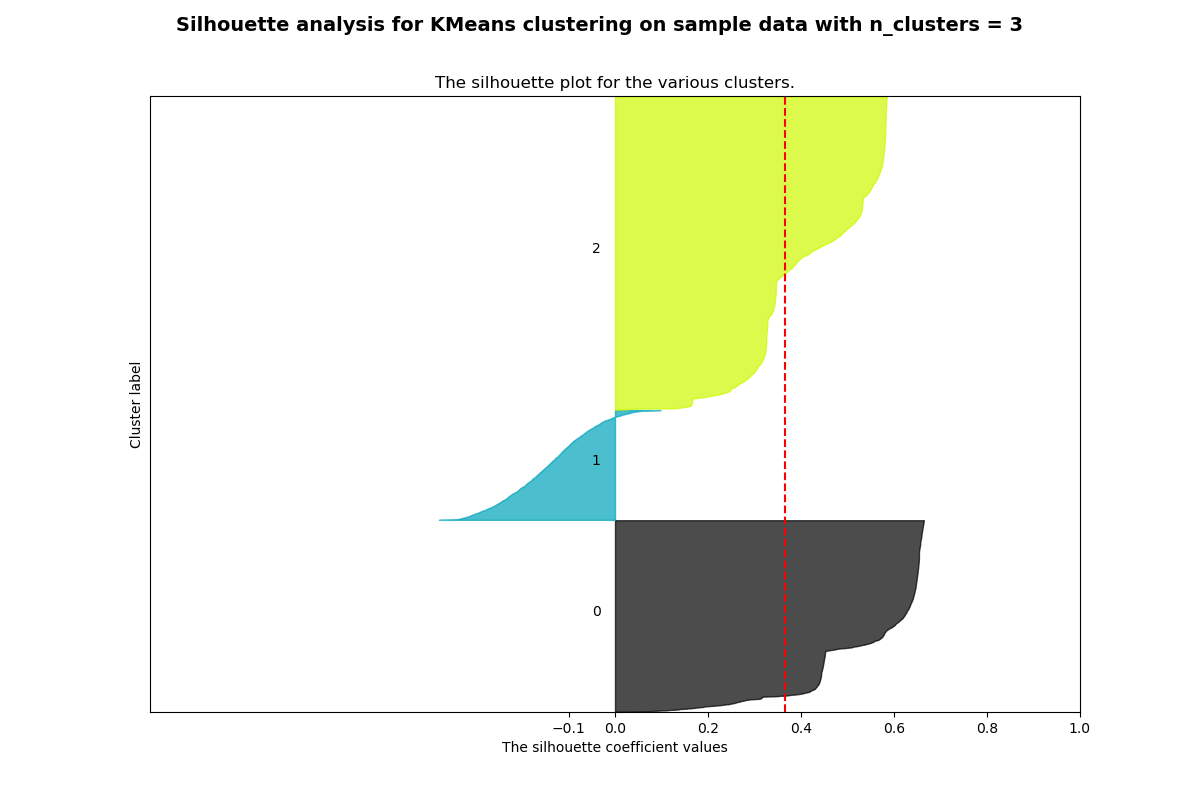 Silhouette analysis for KMeans clustering on sample data with n_clusters = 3
The silhouette plot for the various clusters.
2
1
0
Cluster label
−0.1 0.0 0.2 0.4 0.6 0.8 1.0
The silhouette coefficient values